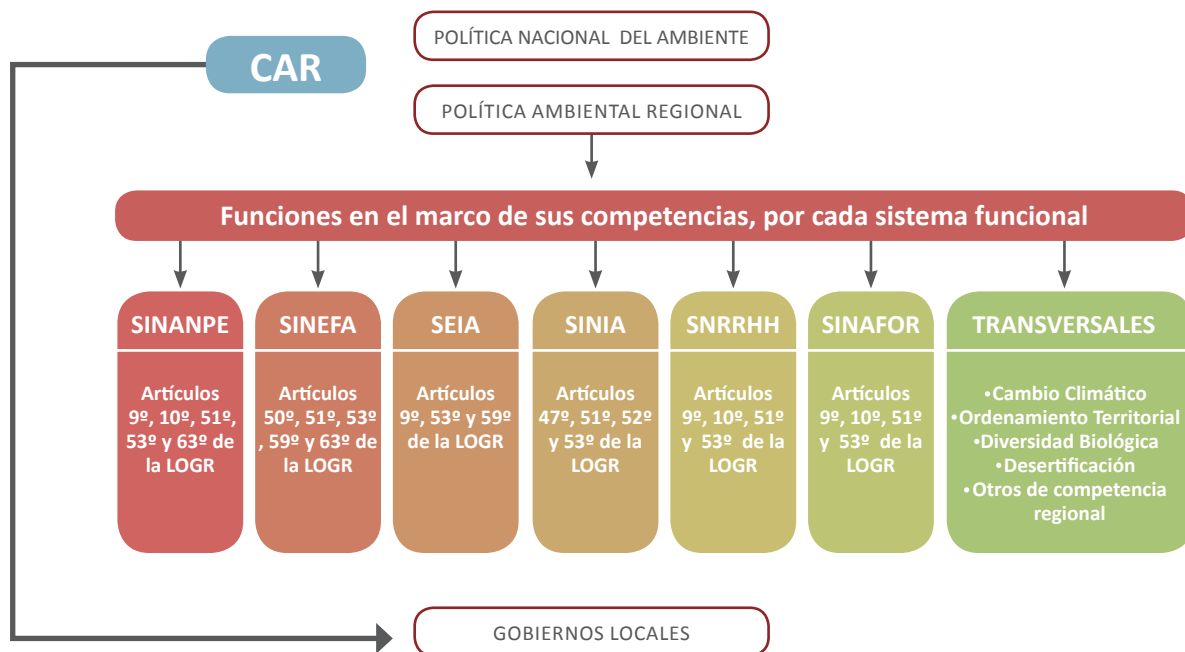 POLÍTICA NACIONAL DEL AMBIENTE
CAR
POLÍTICA AMBIENTAL REGIONAL
Funciones en el marco de sus competencias, por cada sistema funcional
SINANPE
Artículos
9º, 10º, 51º,
53º y 63º de
la LOGR
SINEFA
Artículos
50º, 51º, 53º
, 59º y 63º de
la LOGR
SEIA
Artículos
9º, 53º y 59º
de la LOGR
SINIA
Artículos
47º, 51º, 52º
y 53º de la
LOGR
SNRRHH
Artículos
9º, 10º, 51º
y 53º de la
LOGR
SINAFOR
Artículos
9º, 10º, 51º
y 53º de la
LOGR
TRANSVERSALES
•Cambio Climático
•Ordenamiento Territorial
•Diversidad Biológica
•Desertificación
•Otros de competencia
regional
GOBIERNOS LOCALES